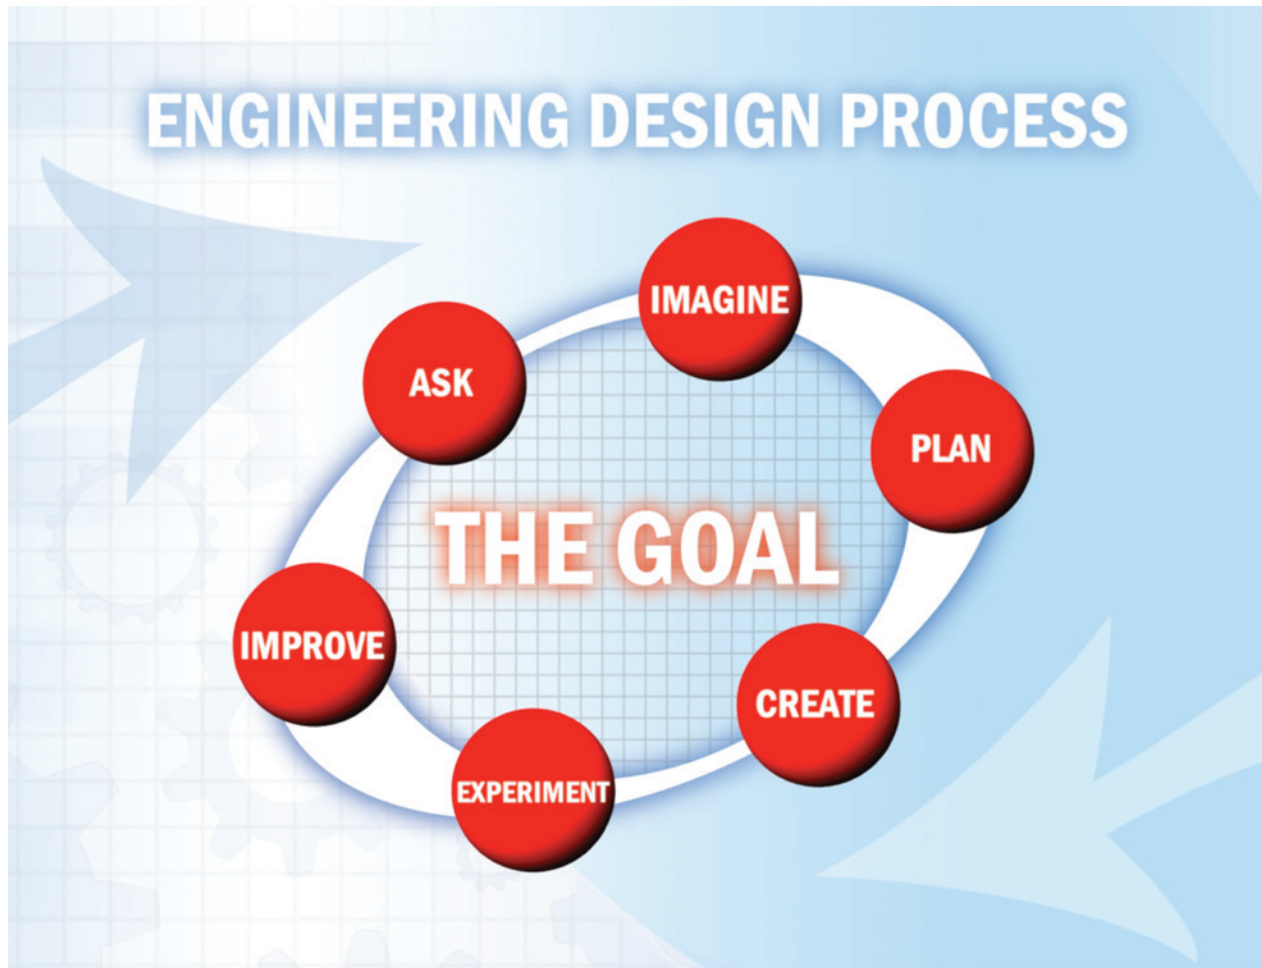 ENGINEERING DESIGN PROCESS
IMAGINE
ASK
PLAN
THE GOAL
IMPROVE
CREATE
EXPERIMENT